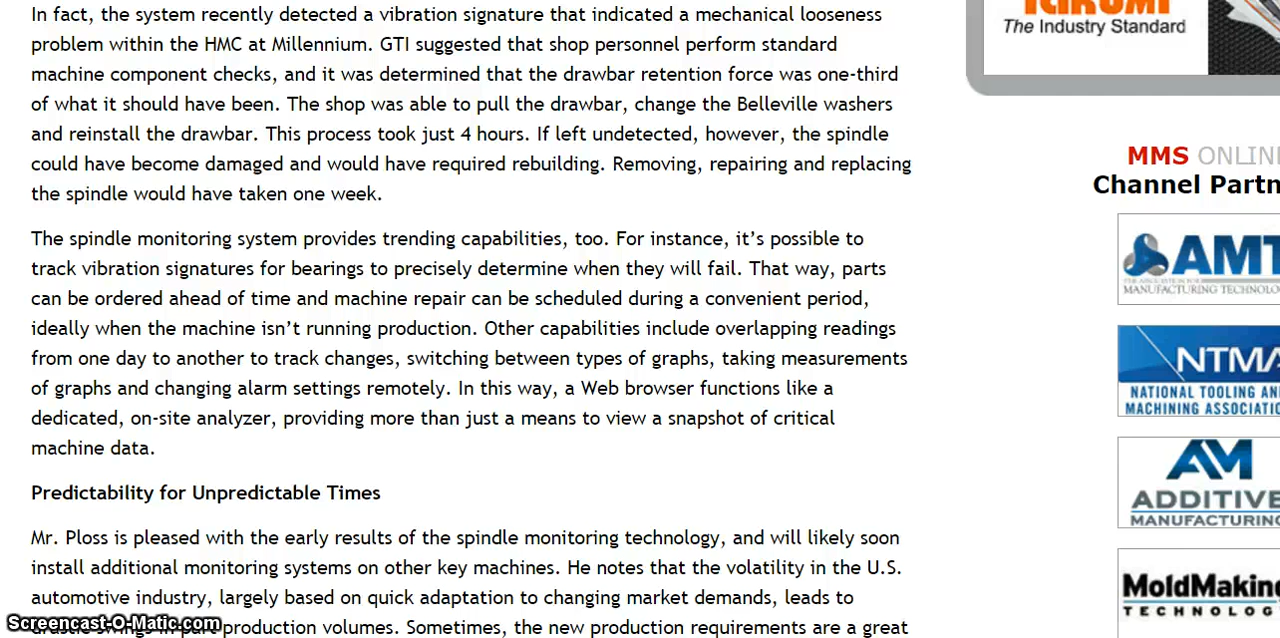 In fact, the system recently detected a vibration signature that indicated a mechanical looseness
problem within the HMC at Millennium. GTI suggested that shop personnel perform standard
machine component checks, and it was determined that the drawbar retention force was one-third
of what it should have been. The shop was able to pull the drawbar, change the Belleville washers
and reinstall the drawbar. This process took just 4 hours. If left undetected, however, the spindle
could have become damaged and would have required rebuilding. Removing, repairing and replacing
the spindle would have taken one week.
The spindle monitoring system provides trending capabilities, too. For instance, it’s possible to
track vibration signatures for bearings to precisely determine when they will fail. That way, parts
can be ordered ahead of time and machine repair can be scheduled during a convenient period,
ideally when the machine isn’t running production. Other capabilities include overlapping readings
from one day to another to track changes, switching between types of graphs, taking measurements
of graphs and changing alarm settings remotely. In this way, a Web browser functions like a
dedicated, on-site analyzer, providing more than just a means to view a snapshot of critical
machine data.
Predictability for Unpredictable Times
Mr. Ploss is pleased with the early results of the spindle monitoring technology, and will likely soon
install additional monitoring systems on other key machines. He notes that the volatility in the U.S.
automotive industry, largely based on quick adaptation to changing market demands, leads to
production volumes. Sometimes, the new production requirements are a great
Screencast-O-Matic.com
The Industry Standard
MMS ONLIN
Channel Partn
AMT
MANUFACTURING TECHNOLO
NTMA
NATIONAL TOOLING AN
MACHINING ASSOCIATIO
AM
ADDITIVE
MANUFACTURING
MoldMaking
TECHNOLOG